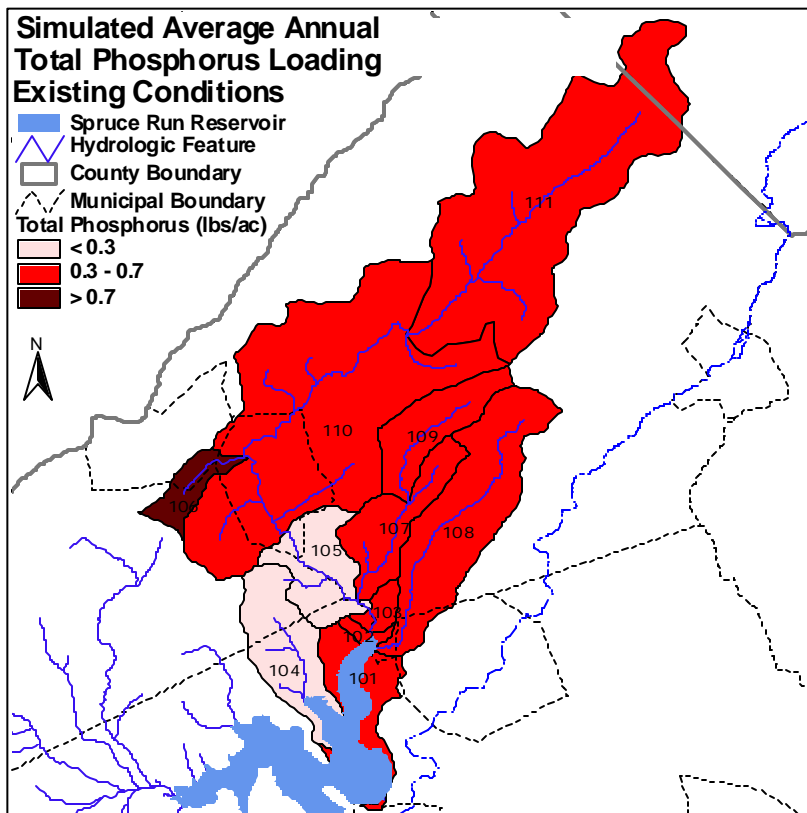 Simulated Average Annual
Total Phosphorus Loading
Existing Conditions
Spruce Run Reservoir
Hydrologic Feature
County Boundary
Municipal Boundary
Total Phosphorus (lbs/ac)
< 0.3
0.3 - 0.7
> 0.7
N
111
110
109
106
107
108
105
103
102
104
101